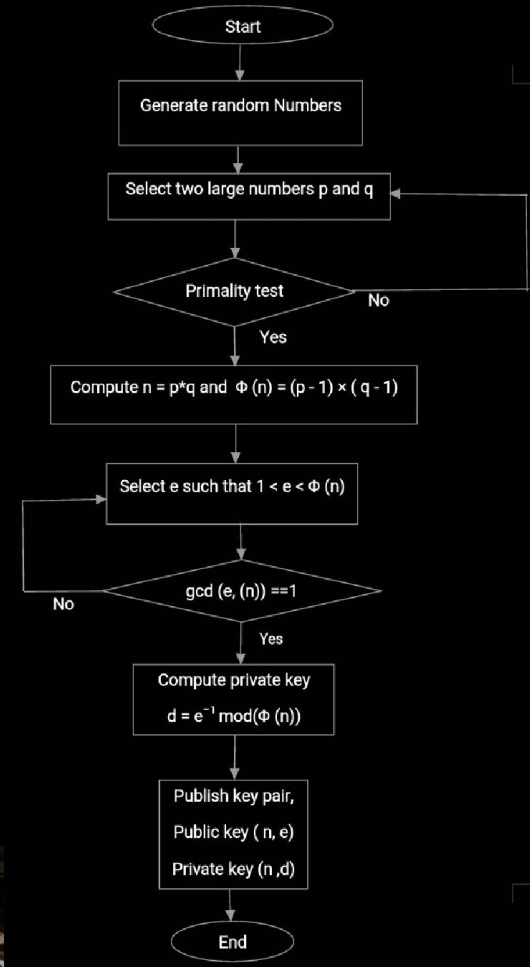 Start
Generate random Numbers
Select two large numbers p and q
Primality test
No
Yes
Compute n = p*q and Φ (n) = (p - 1) × ( q - 1)
Select e such that 1 < e < Φ (n)
gcd (e, (n)) ==1
No
Yes
Compute private key
d = e⁻¹ mod(Φ (n))
Publish key pair,
Public key ( n, e)
Private key (n ,d)
End